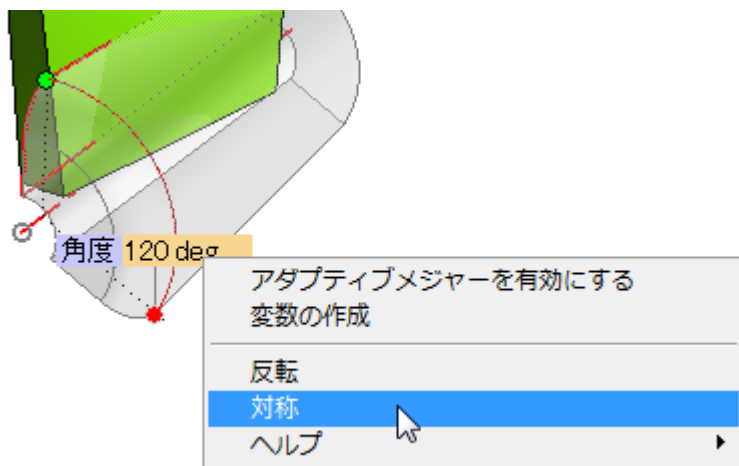 角度 120 deg
アダプティブメジャーを有効にする
変数の作成
反転
対称
ヘルプ